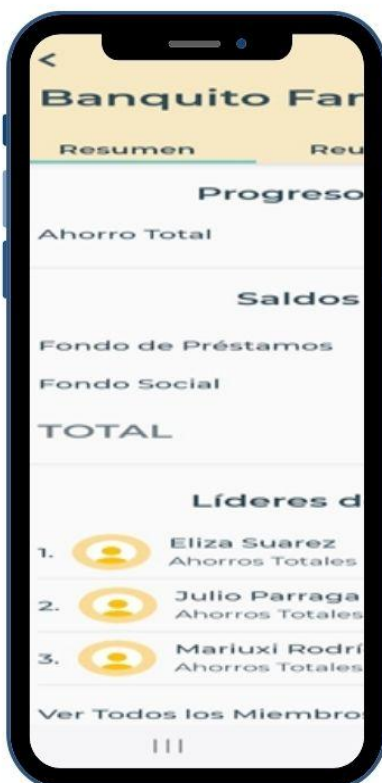 <
Banquito Far
Resumen Reu
Progreso
Ahorro Total
Saldos
Fondo de Préstamos
Fondo Social
TOTAL
Líderes d
1. Eliza Suarez
Ahorros Totales
2. Julio Parraga
Ahorros Totales
3. Mariuxi Rodrí
Ahorros Totales
Ver Todos los Miembro